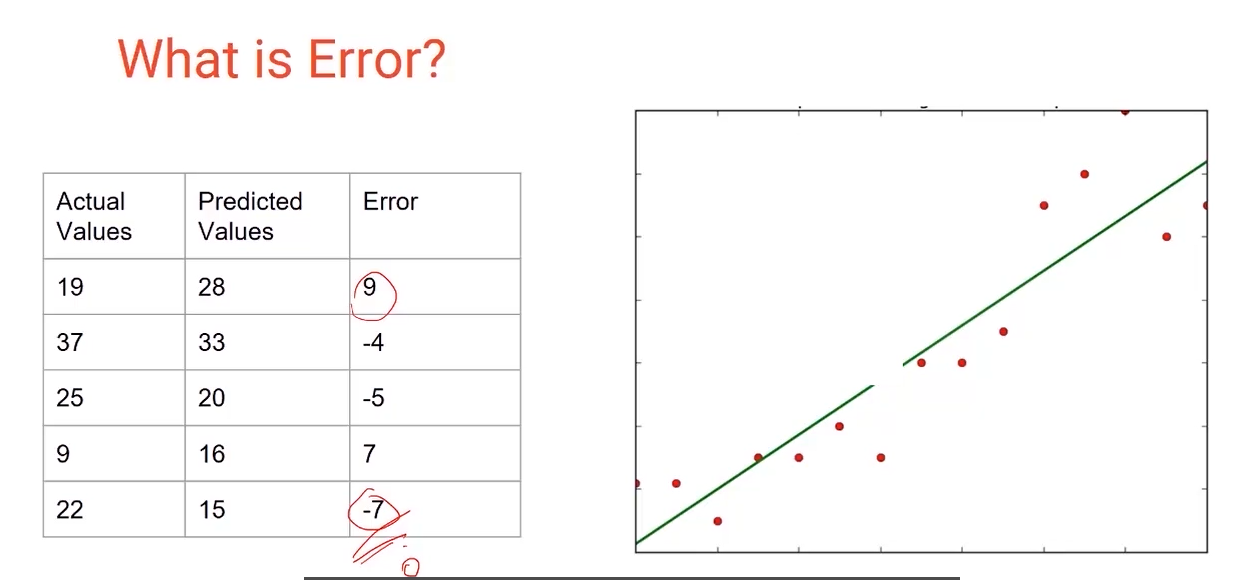 What is Error?
Actual Values	Predicted Values	Error
19	28	9
37	33	-4
25	20	-5
9	16	7
22	15	-7
0